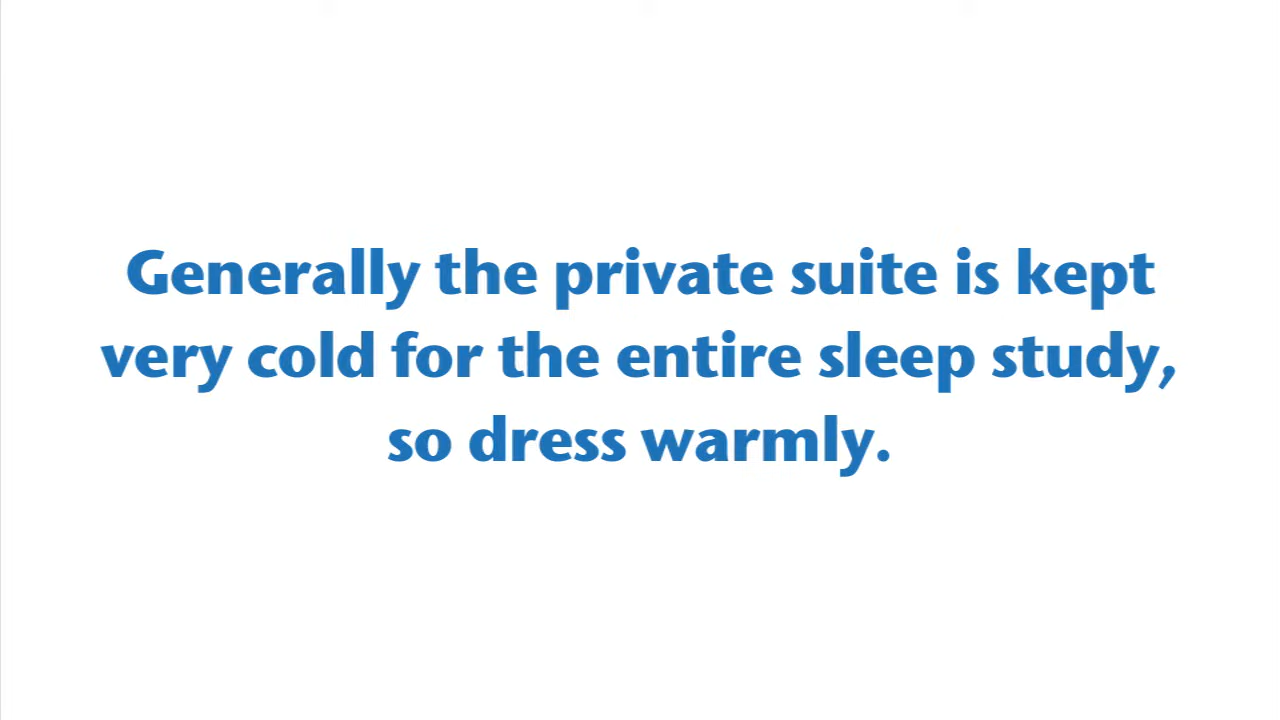 Generally the private suite is kept
very cold for the entire sleep study,
so dress warmly.